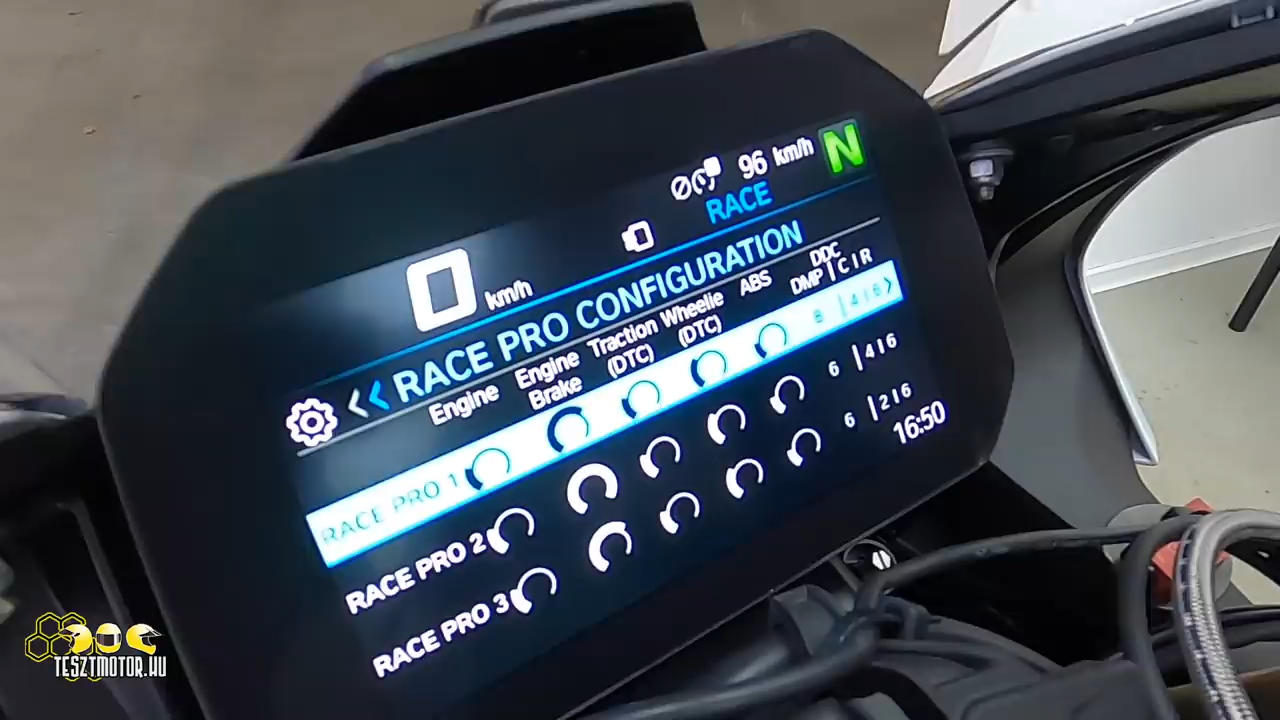 Ø 96 km/h N
0 km/h
RACE
<< RACE PRO CONFIGURATION
Engine Engine Brake Traction (DTC) Wheelie (DTC) ABS DDC DMP | C | R
RACE PRO 1 | 4 | 6 >
RACE PRO 2 6 | 4 | 6
RACE PRO 3 6 | 2 | 6
16:50
TESZTMOTOR.HU